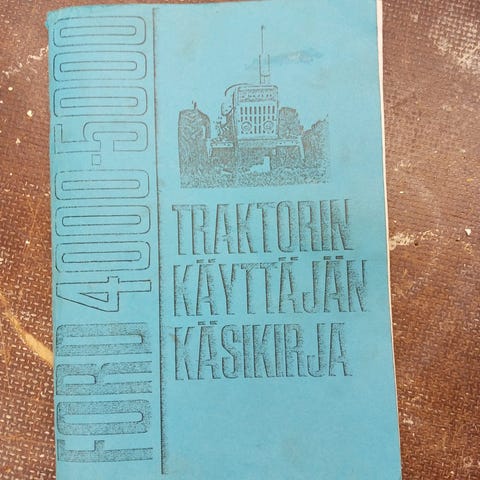 FORD 4000-5000
TRAKTORIN
KÄYTTÄJÄN
KÄSIKIRJA